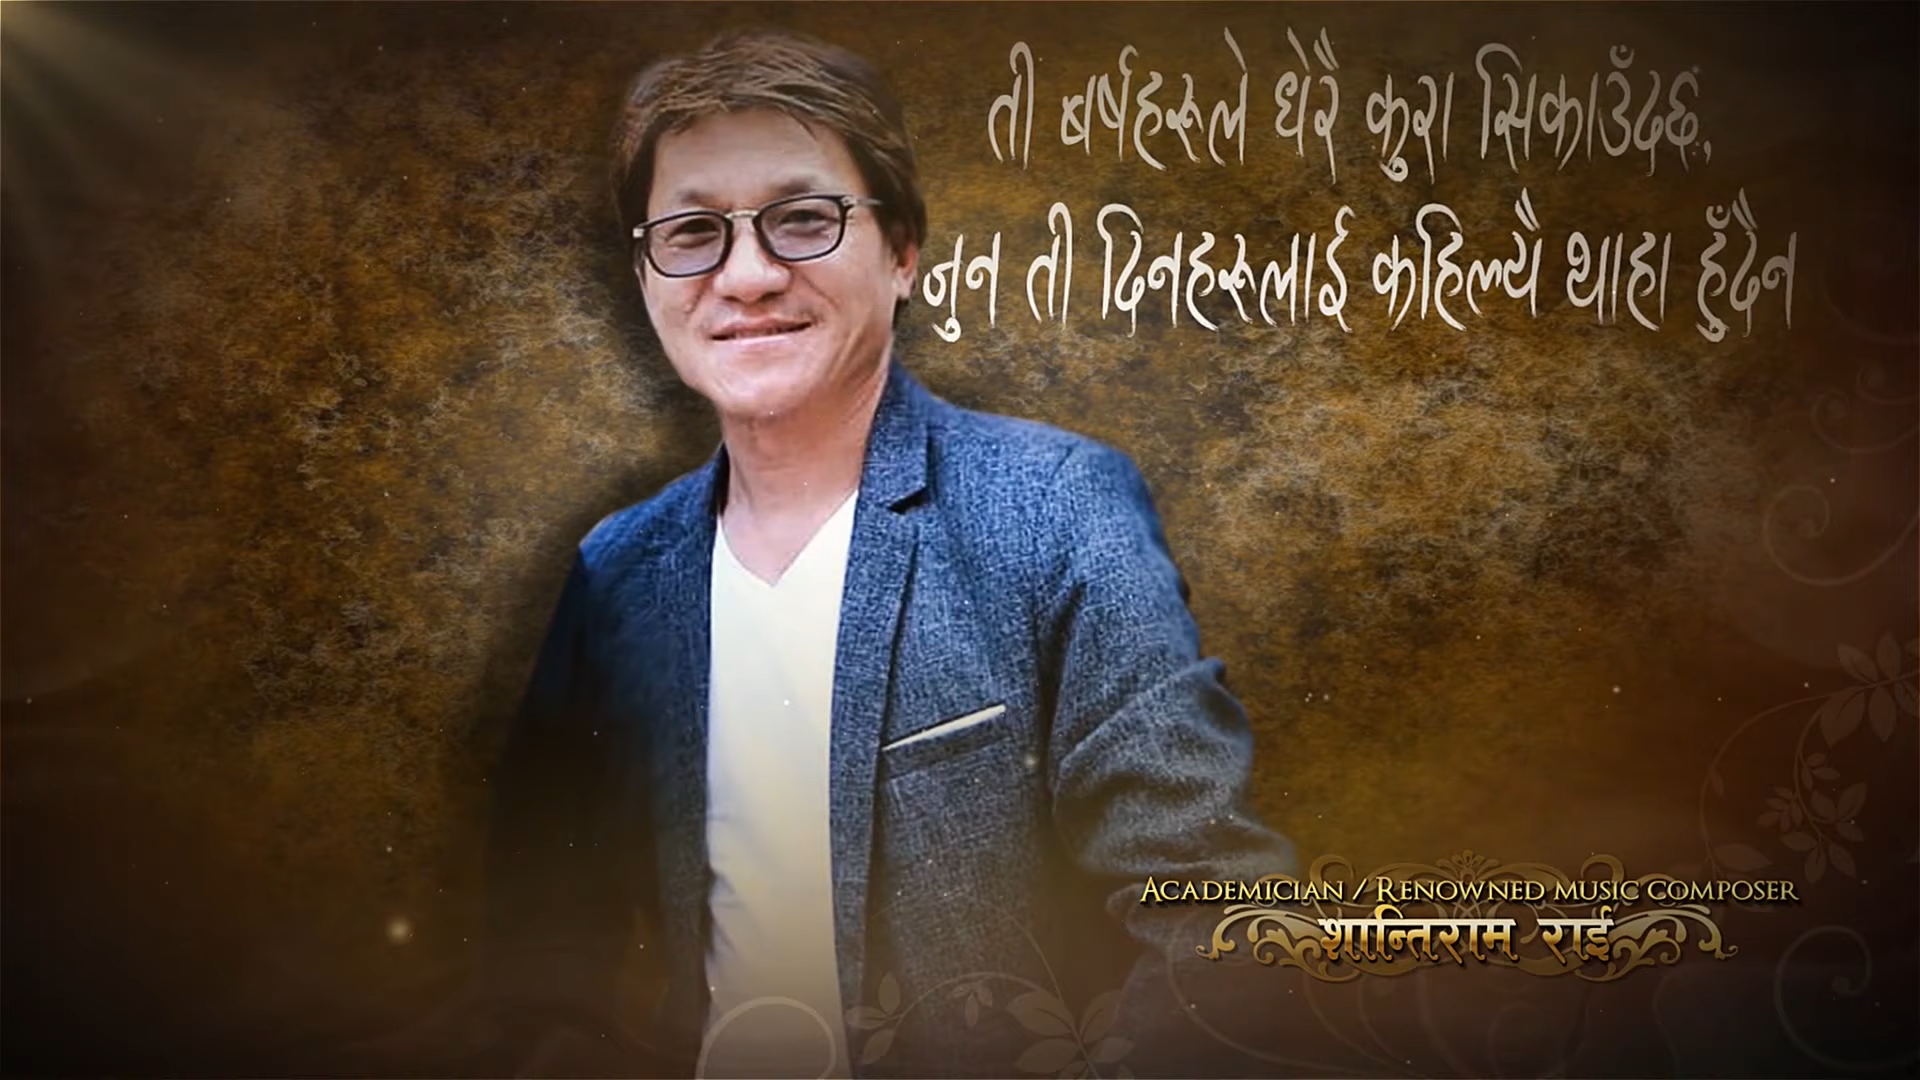 ती बर्षहरूले धेरै कुरा सिकाउँदछ,
जुन ती दिनहरूलाई कहिल्यै थाहा हुँदैन
ACADEMICIAN / RENOWNED MUSIC COMPOSER
शान्तिराम राई